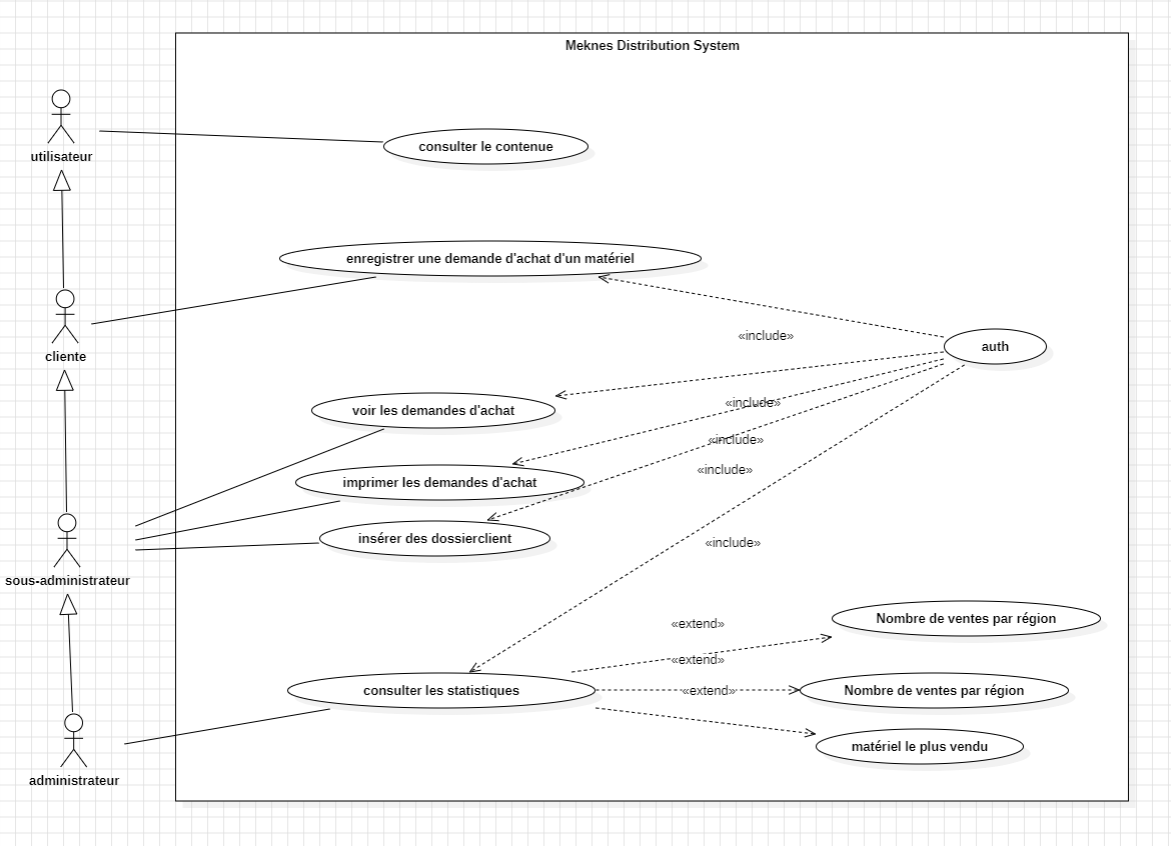 Meknes Distribution System
utilisateur
consulter le contenue
enregistrer une demande d'achat d'un matériel
«include»
auth
cliente
«include»
voir les demandes d'achat
«include»
«include»
imprimer les demandes d'achat
insérer des dossierclient
«include»
sous-administrateur
«extend»
Nombre de ventes par région
«extend»
consulter les statistiques
«extend»
Nombre de ventes par région
matériel le plus vendu
administrateur